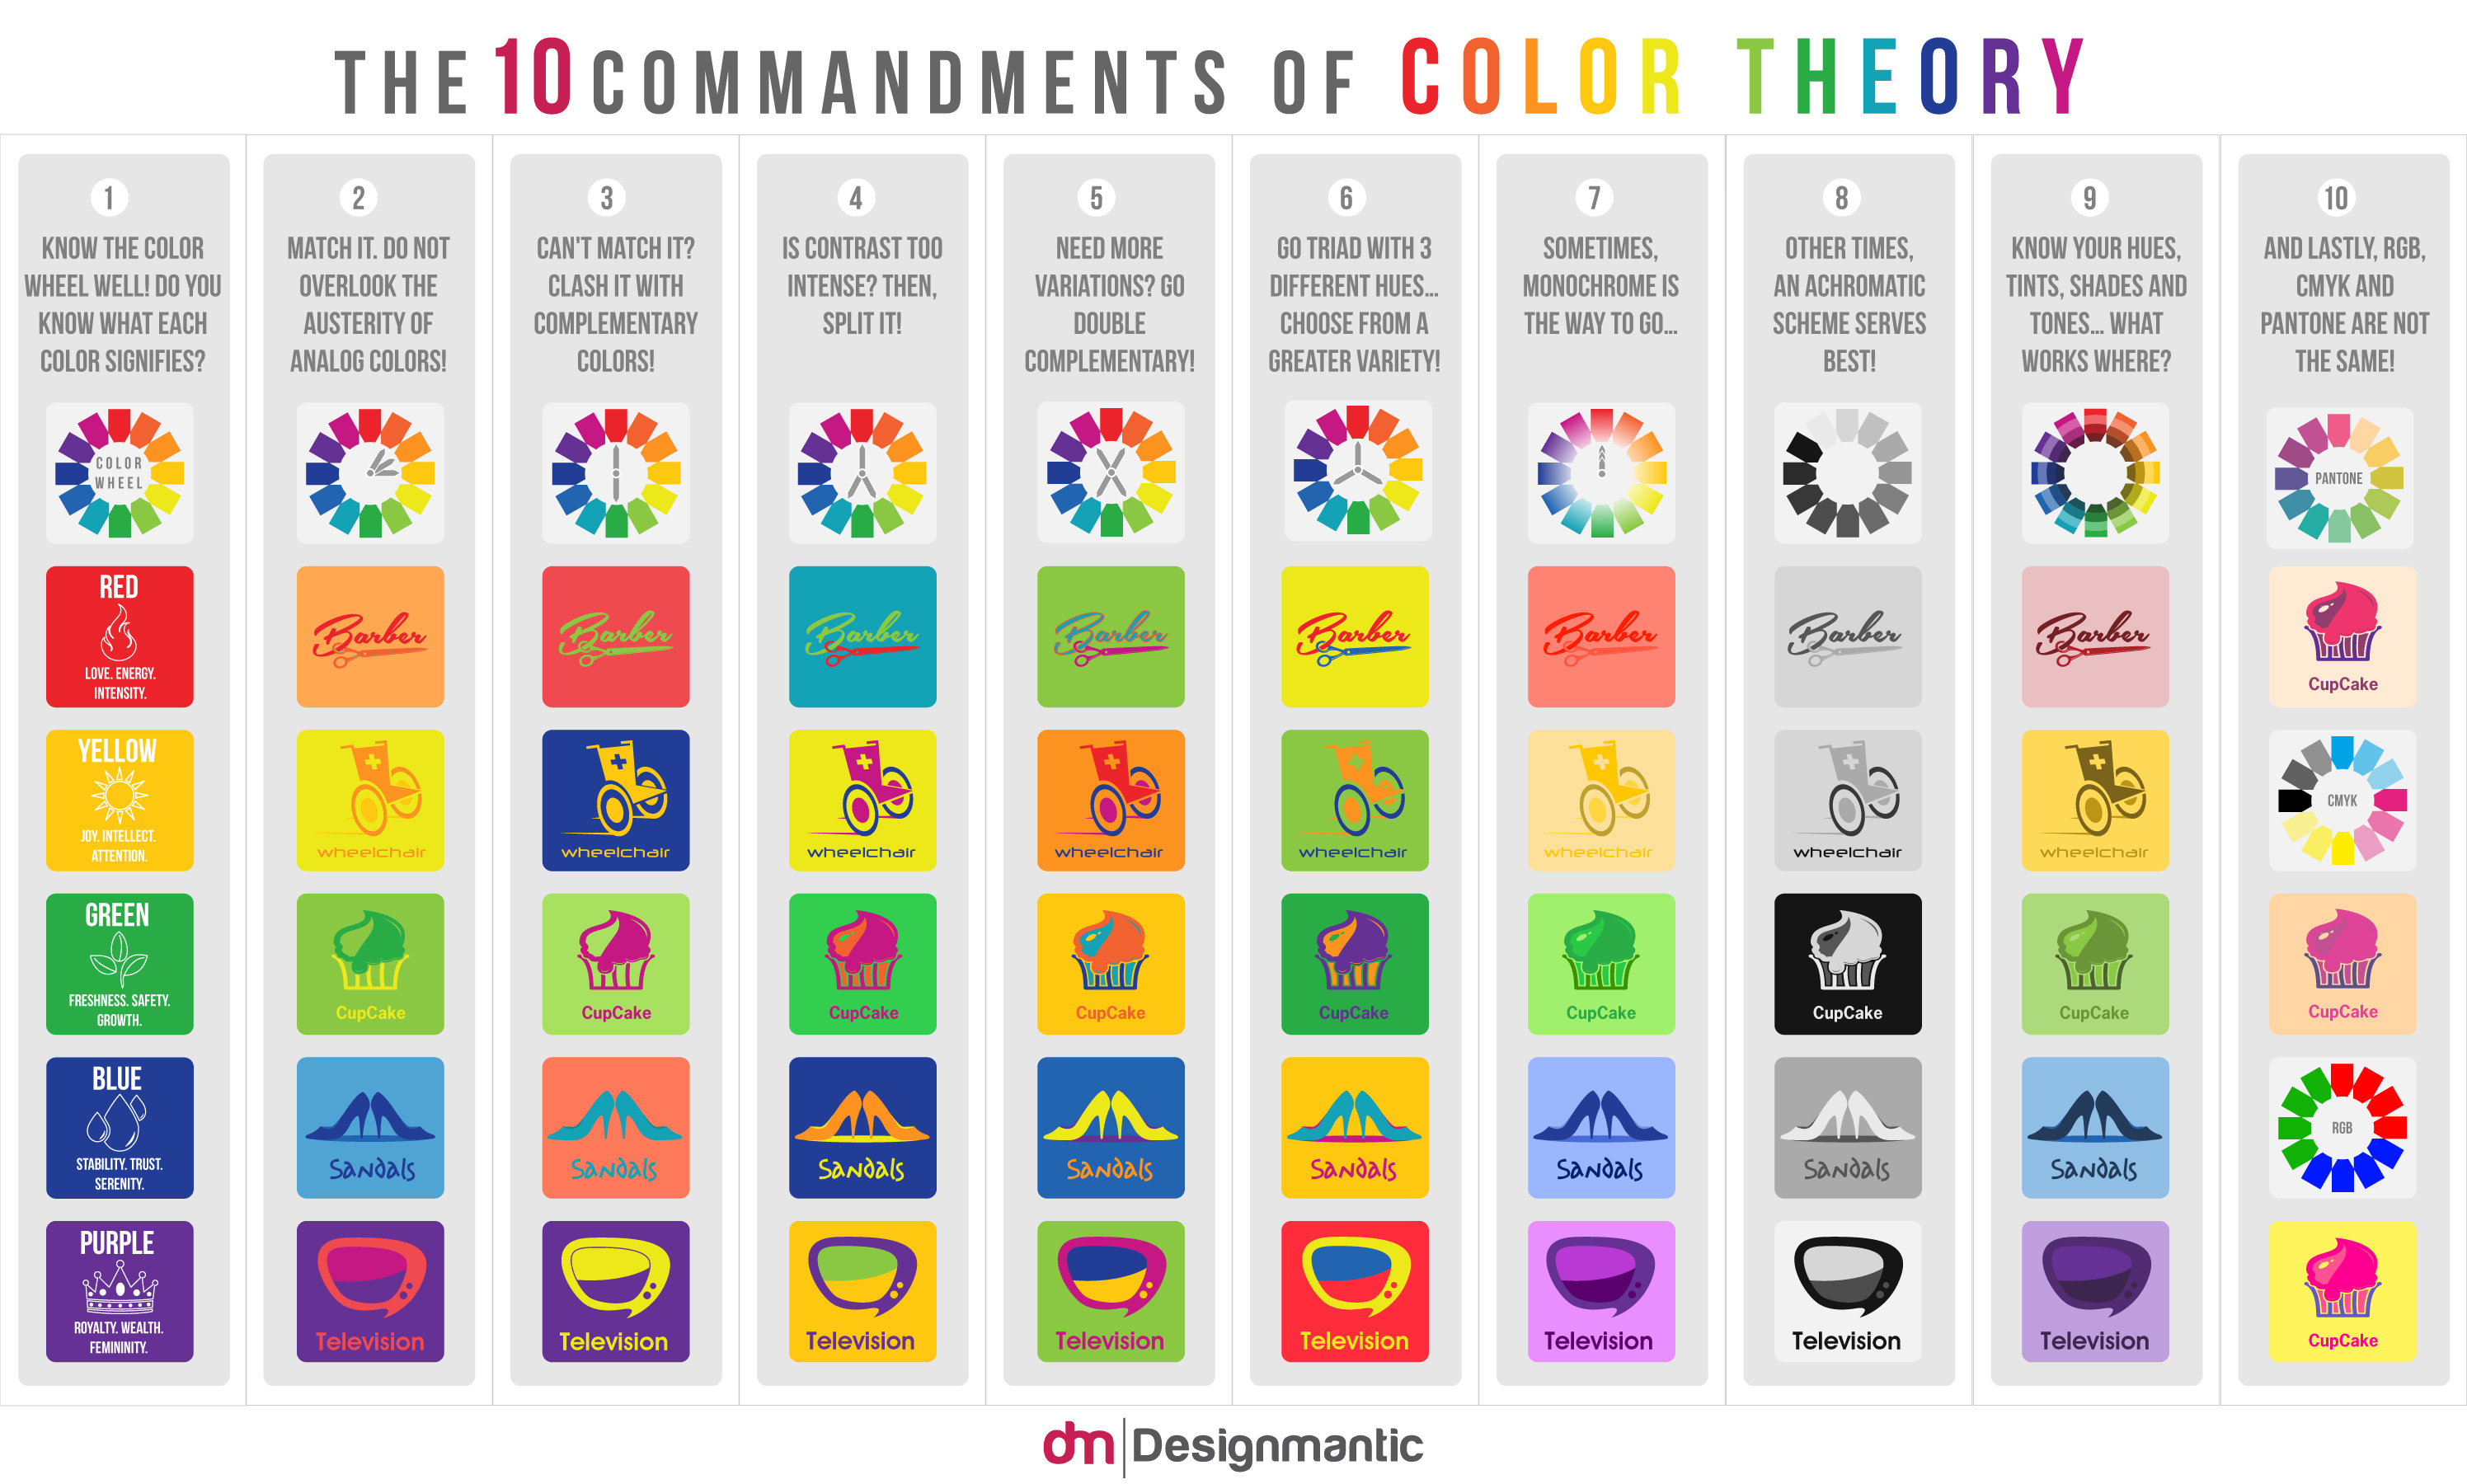 THE 10 COMMANDMENTS OF COLOR THEORY
1
KNOW THE COLOR
WHEEL WELL! DO YOU
KNOW WHAT EACH
COLOR SIGNIFIES?
COLOR
WHEEL
RED
LOVE. ENERGY.
INTENSITY.
YELLOW
JOY. INTELLECT.
ATTENTION.
GREEN
FRESHNESS. SAFETY.
GROWTH.
BLUE
STABILITY. TRUST.
SERENITY.
PURPLE
ROYALTY. WEALTH.
FEMININITY.
2
MATCH IT. DO NOT
OVERLOOK THE
AUSTERITY OF
ANALOG COLORS!
Barber
wheelchair
CupCake
Sandals
Television
3
CAN'T MATCH IT?
CLASH IT WITH
COMPLEMENTARY
COLORS!
Barber
wheelchair
CupCake
Sandals
Television
4
IS CONTRAST TOO
INTENSE? THEN,
SPLIT IT!
Barber
wheelchair
CupCake
Sandals
Television
5
NEED MORE
VARIATIONS? GO
DOUBLE
COMPLEMENTARY!
Barber
wheelchair
CupCake
Sandals
Television
6
GO TRIAD WITH 3
DIFFERENT HUES...
CHOOSE FROM A
GREATER VARIETY!
Barber
wheelchair
CupCake
Sandals
Television
7
SOMETIMES,
MONOCHROME IS
THE WAY TO GO...
Barber
wheelchair
CupCake
Sandals
Television
8
OTHER TIMES,
AN ACHROMATIC
SCHEME SERVES
BEST!
Barber
wheelchair
CupCake
Sandals
Television
9
KNOW YOUR HUES,
TINTS, SHADES AND
TONES... WHAT
WORKS WHERE?
Barber
wheelchair
CupCake
Sandals
Television
10
AND LASTLY, RGB,
CMYK AND
PANTONE ARE NOT
THE SAME!
PANTONE
CupCake
CMYK
CupCake
RGB
CupCake
dm Designmantic